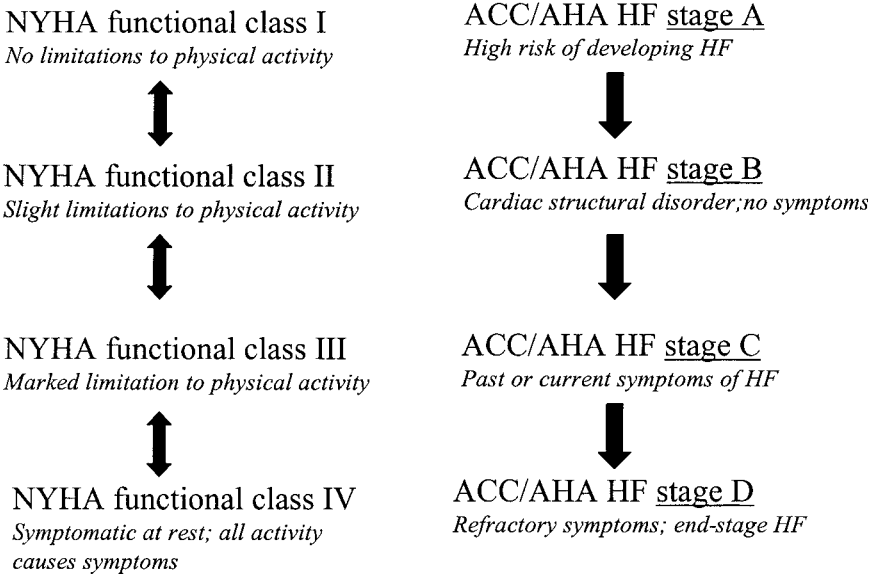 NYHA functional class I
No limitations to physical activity
NYHA functional class II
Slight limitations to physical activity
NYHA functional class III
Marked limitation to physical activity
NYHA functional class IV
Symptomatic at rest; all activity
causes symptoms
ACC/AHA HF stage A
High risk of developing HF
ACC/AHA HF stage B
Cardiac structural disorder;no symptoms
ACC/AHA HF stage C
Past or current symptoms of HF
ACC/AHA HF stage D
Refractory symptoms; end-stage HF